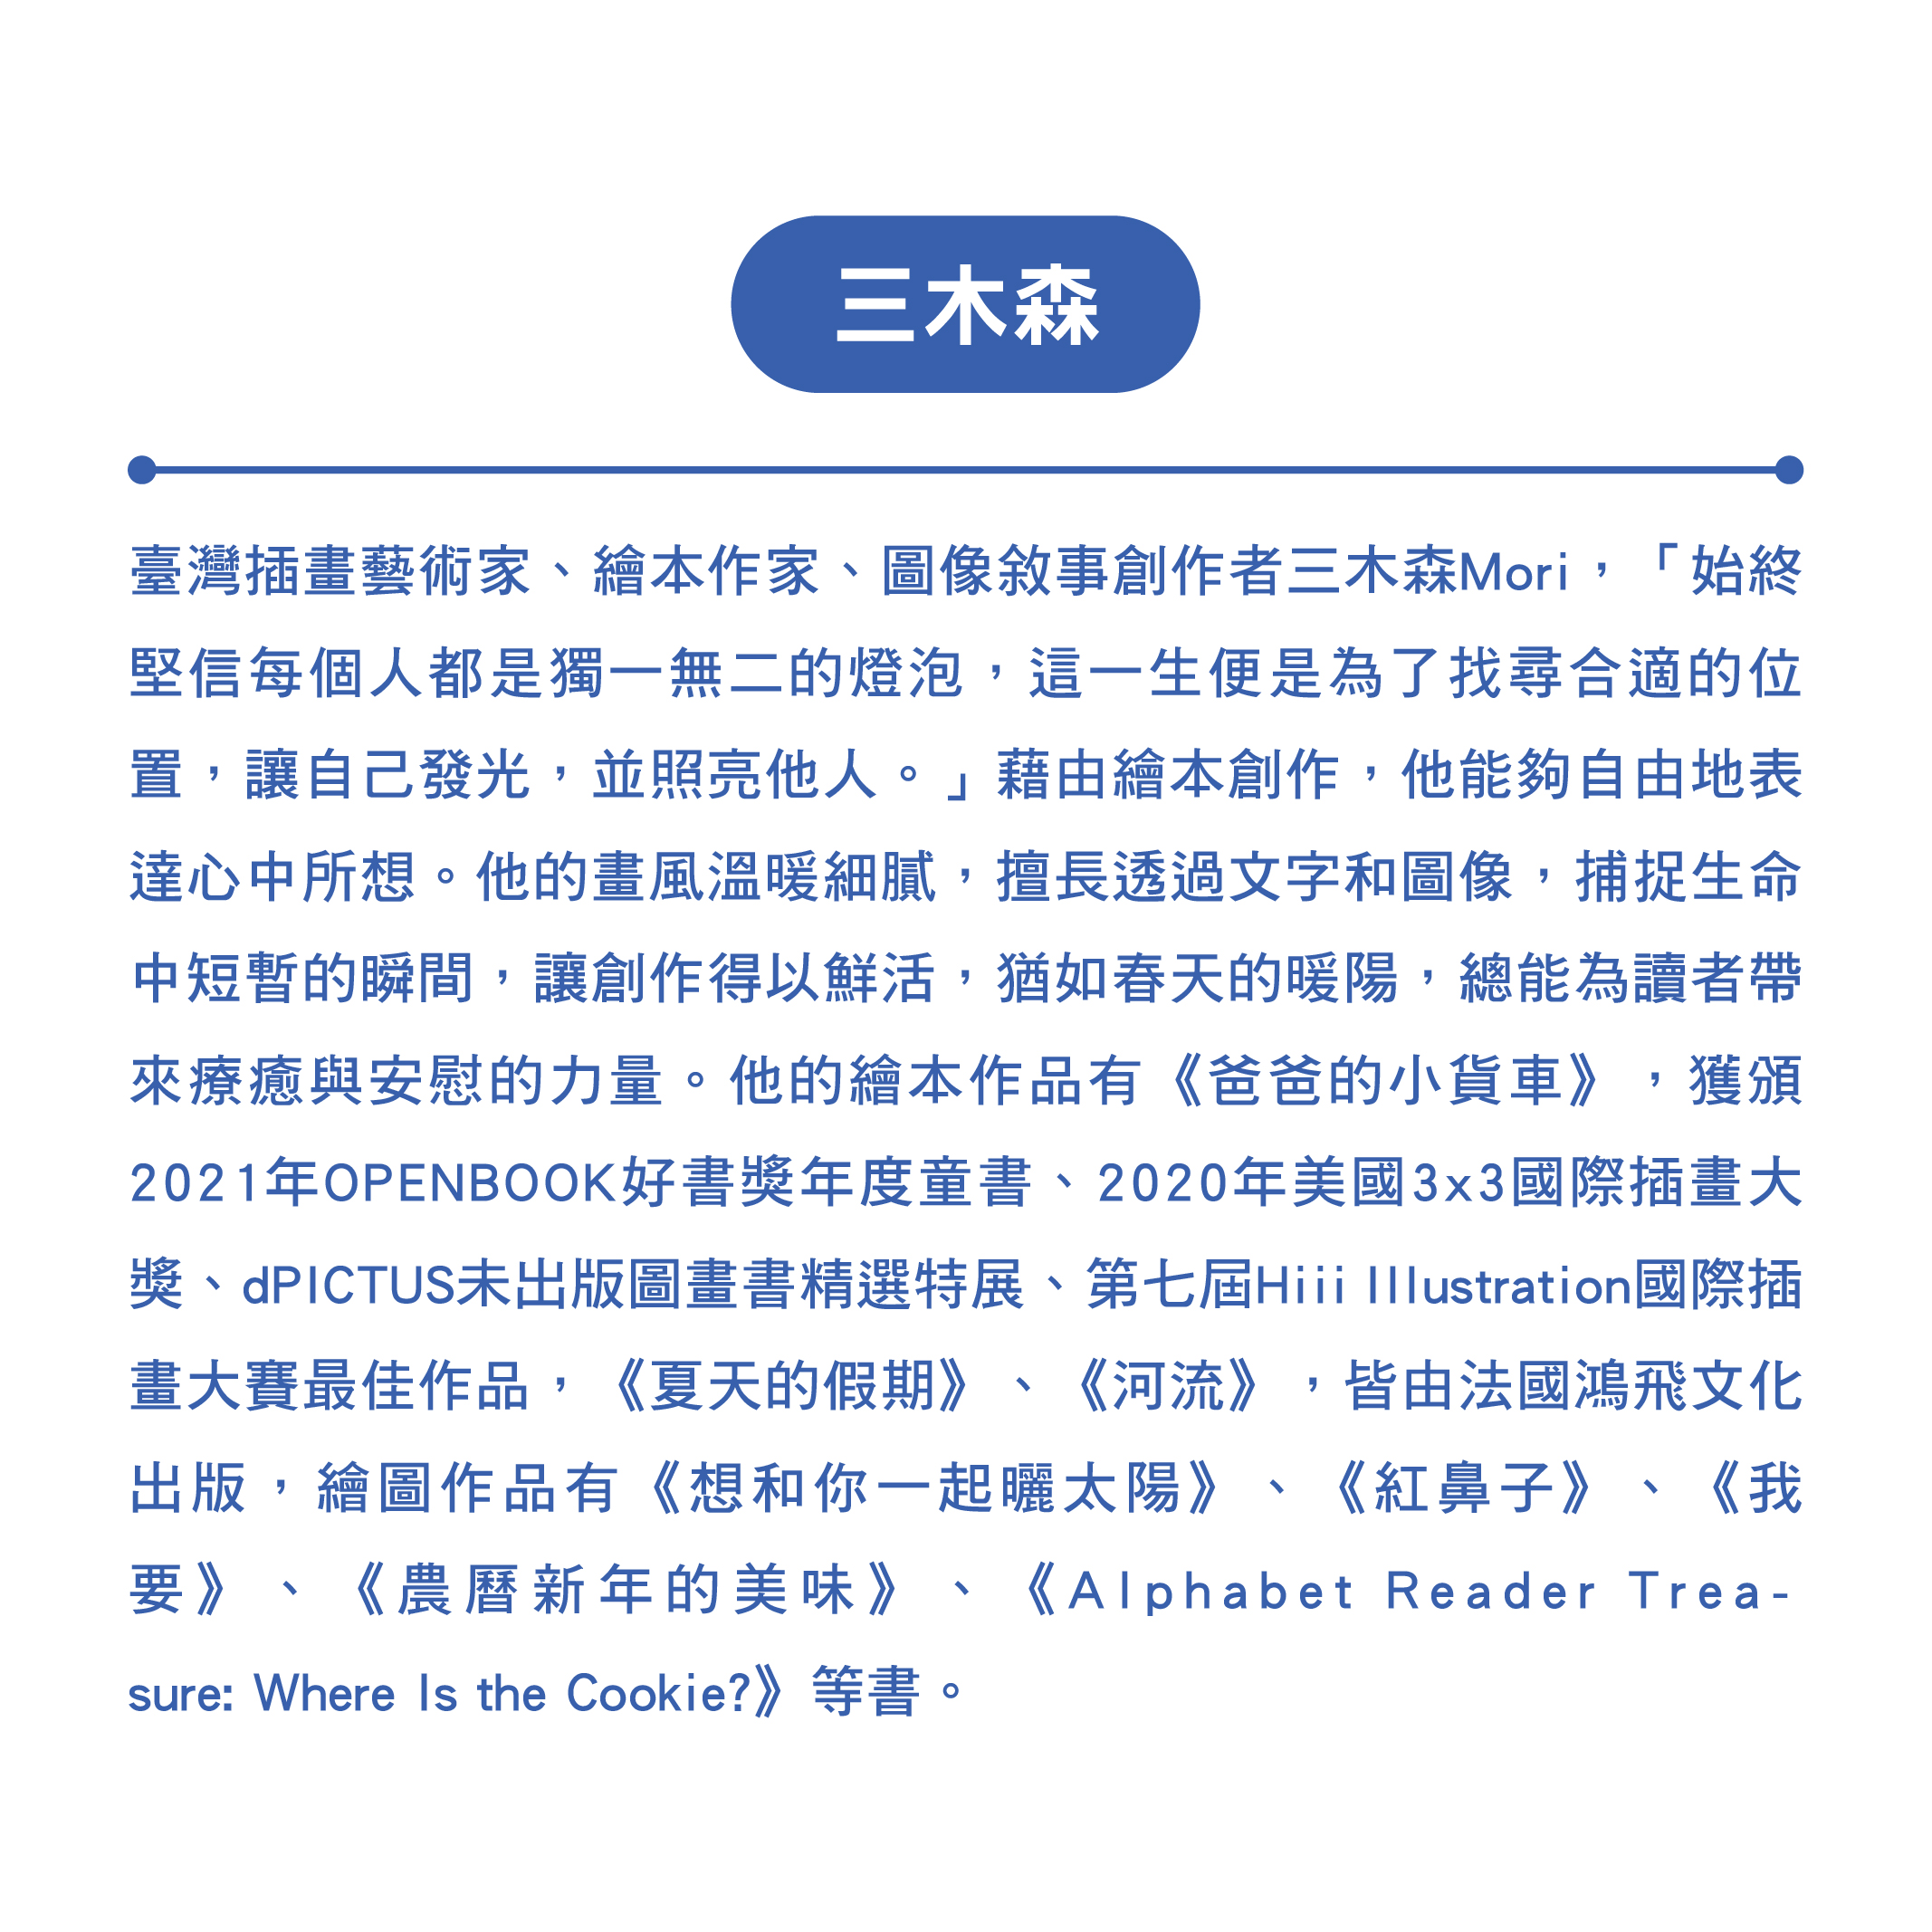 三木森
臺灣插畫藝術家、繪本作家、圖像敘事創作者三木森Mori，「始終
堅信每個人都是獨一無二的燈泡，這一生便是為了找尋合適的位
置，讓自己發光，並照亮他人。」藉由繪本創作，他能夠自由地表
達心中所想。他的畫風溫暖細膩，擅長透過文字和圖像，捕捉生命
中短暫的瞬間，讓創作得以鮮活，猶如春天的暖陽，總能為讀者帶
來療癒與安慰的力量。他的繪本作品有《爸爸的小貨車》，獲頒
2021年OPENBOOK好書獎年度童書、2020年美國3x3國際插畫大
獎、dPICTUS未出版圖畫書精選特展、第七屆Hiii Illustration國際插
畫大賽最佳作品，《夏天的假期》、《河流》，皆由法國鴻飛文化
出版，繪圖作品有《想和你一起曬太陽》、《紅鼻子》、《我
要》、《農曆新年的美味》、《Alphabet Reader Trea-
sure: Where Is the Cookie?》等書。